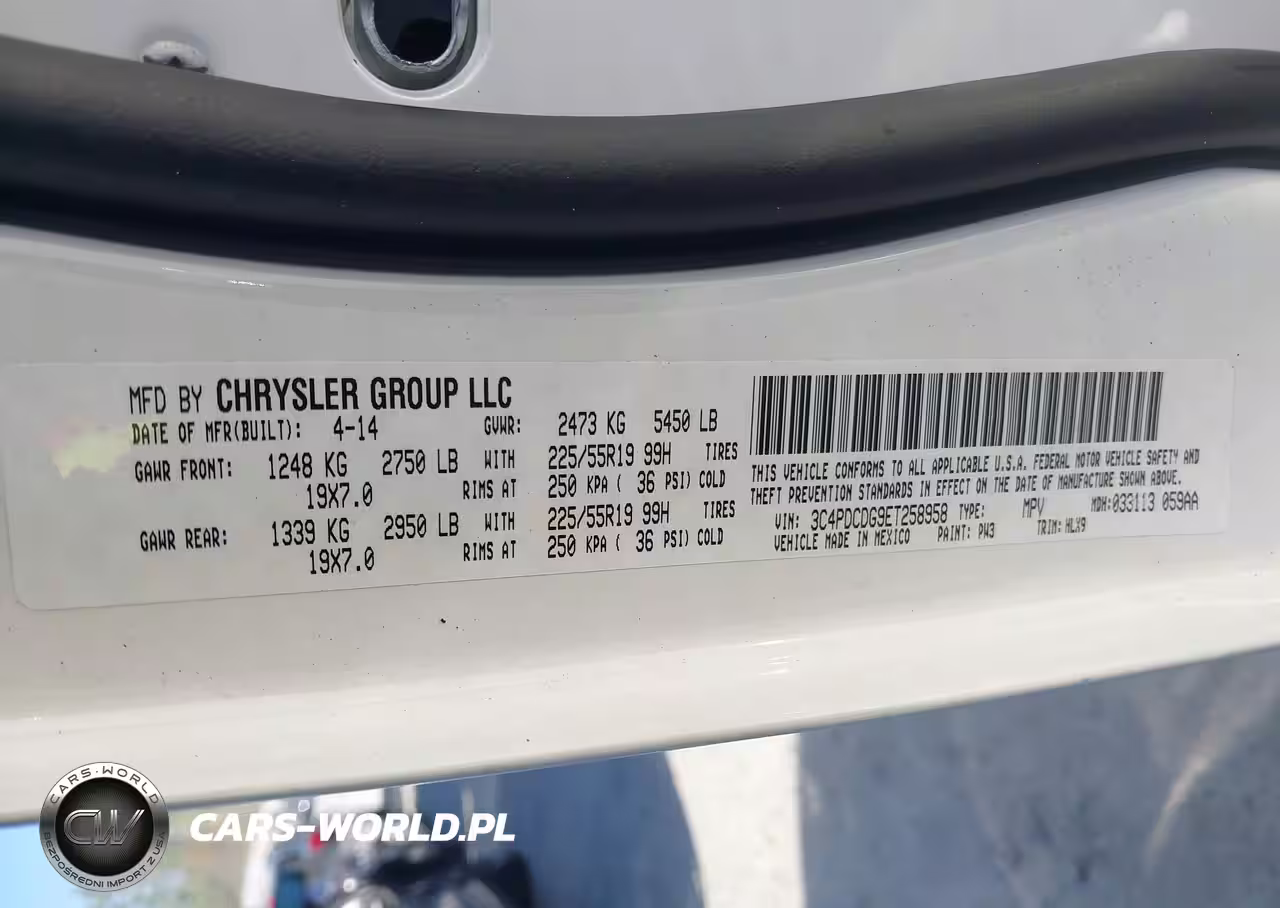 MFD BY CHRYSLER GROUP LLC
DATE OF MFR(BUILT): 4-14 GVWR: 2473 KG 5450 LB
GAWR FRONT: 1248 KG 2750 LB WITH 225/55R19 99H TIRES
19X7.0 RIMS AT 250 KPA ( 36 PSI) COLD
GAWR REAR: 1339 KG 2950 LB WITH 225/55R19 99H TIRES
19X7.0 RIMS AT 250 KPA ( 36 PSI) COLD
THIS VEHICLE CONFORMS TO ALL APPLICABLE U.S.A. FEDERAL MOTOR VEHICLE SAFETY AND
THEFT PREVENTION STANDARDS IN EFFECT ON THE DATE OF MANUFACTURE SHOWN ABOVE.
VIN: 3C4PDCDG9ET258958 TYPE: MPV MDH:033113 059AA
VEHICLE MADE IN MEXICO PAINT: PW3 TRIM: HLX9
CARS-WORLD
CW
BEZPOŚREDNI IMPORT Z USA
CARS-WORLD.PL